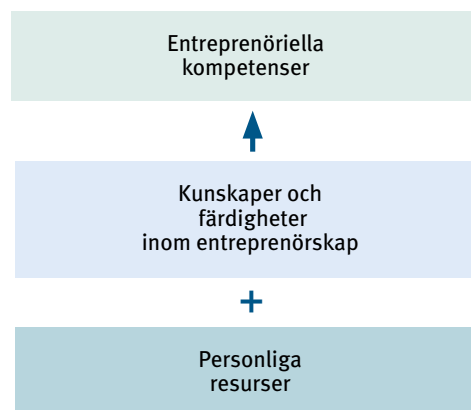 Entreprenöriella
kompetenser
Kunskaper och
färdigheter
inom entreprenörskap
+
Personliga
resurser